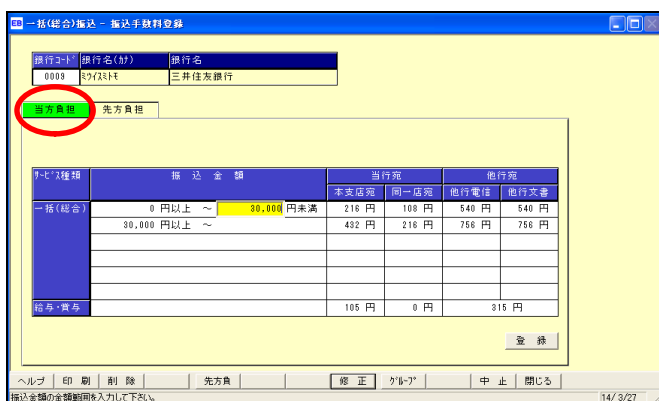 EB 一括(総合)振込 - 振込手数料登録
銀行ｺｰﾄﾞ 銀行名(ｶﾅ) 銀行名
0009 ﾐﾂｲｽﾐﾄﾓ 三井住友銀行
当方負担 先方負担
ｻｰﾋﾞｽ種類 振 込 金 額 当行宛 他行宛
本支店宛 同一店宛 他行電信 他行文書
一括(総合) 0 円以上 ～ 30,000 円未満 216 円 108 円 540 円 540 円
30,000 円以上 ～ 432 円 216 円 756 円 756 円
給与･賞与 105 円 0 円 315 円
登 録
ヘルプ 印 刷 削 除 先方負 修 正 ｸﾞﾙｰﾌﾟ 中 止 閉じる
振込金額の金額範囲を入力して下さい。 14/ 3/27